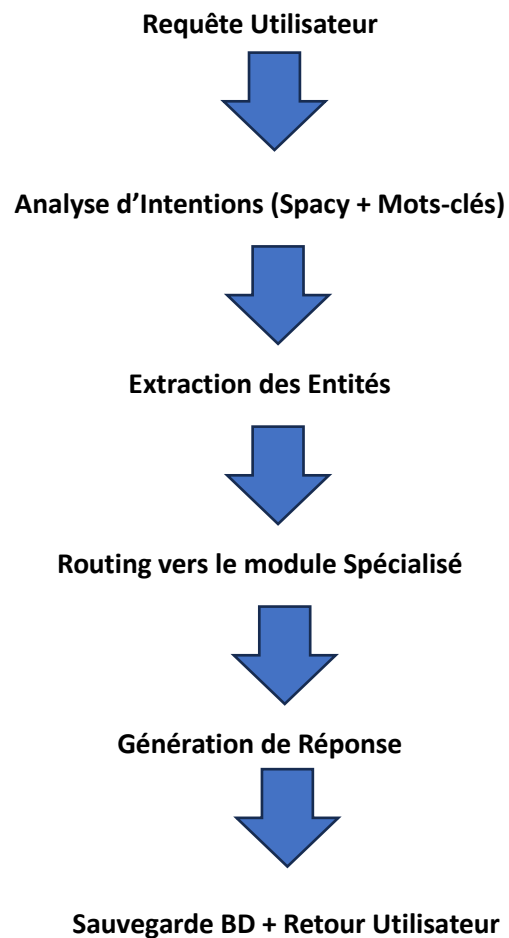 Requête Utilisateur
Analyse d’Intentions (Spacy + Mots-clés)
Extraction des Entités
Routing vers le module Spécialisé
Génération de Réponse
Sauvegarde BD + Retour Utilisateur